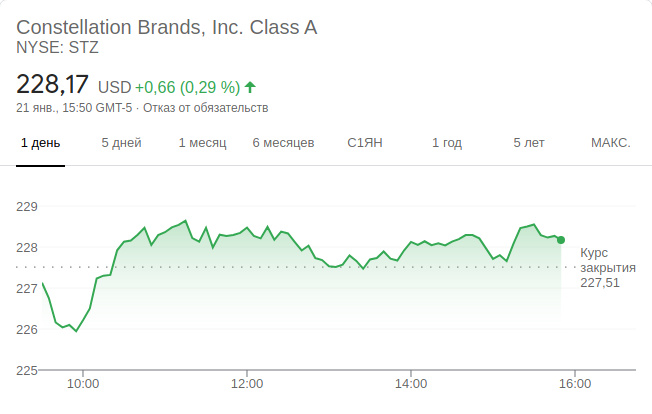 Constellation Brands, Inc. Class A
NYSE: STZ
228,17 USD +0,66 (0,29 %)
21 янв., 15:50 GMT-5 · Отказ от обязательств
1 день 5 дней 1 месяц 6 месяцев С1ЯН 1 год 5 лет МАКС.
229
228
227
226
225
Курс
закрытия
227,51
10:00 12:00 14:00 16:00